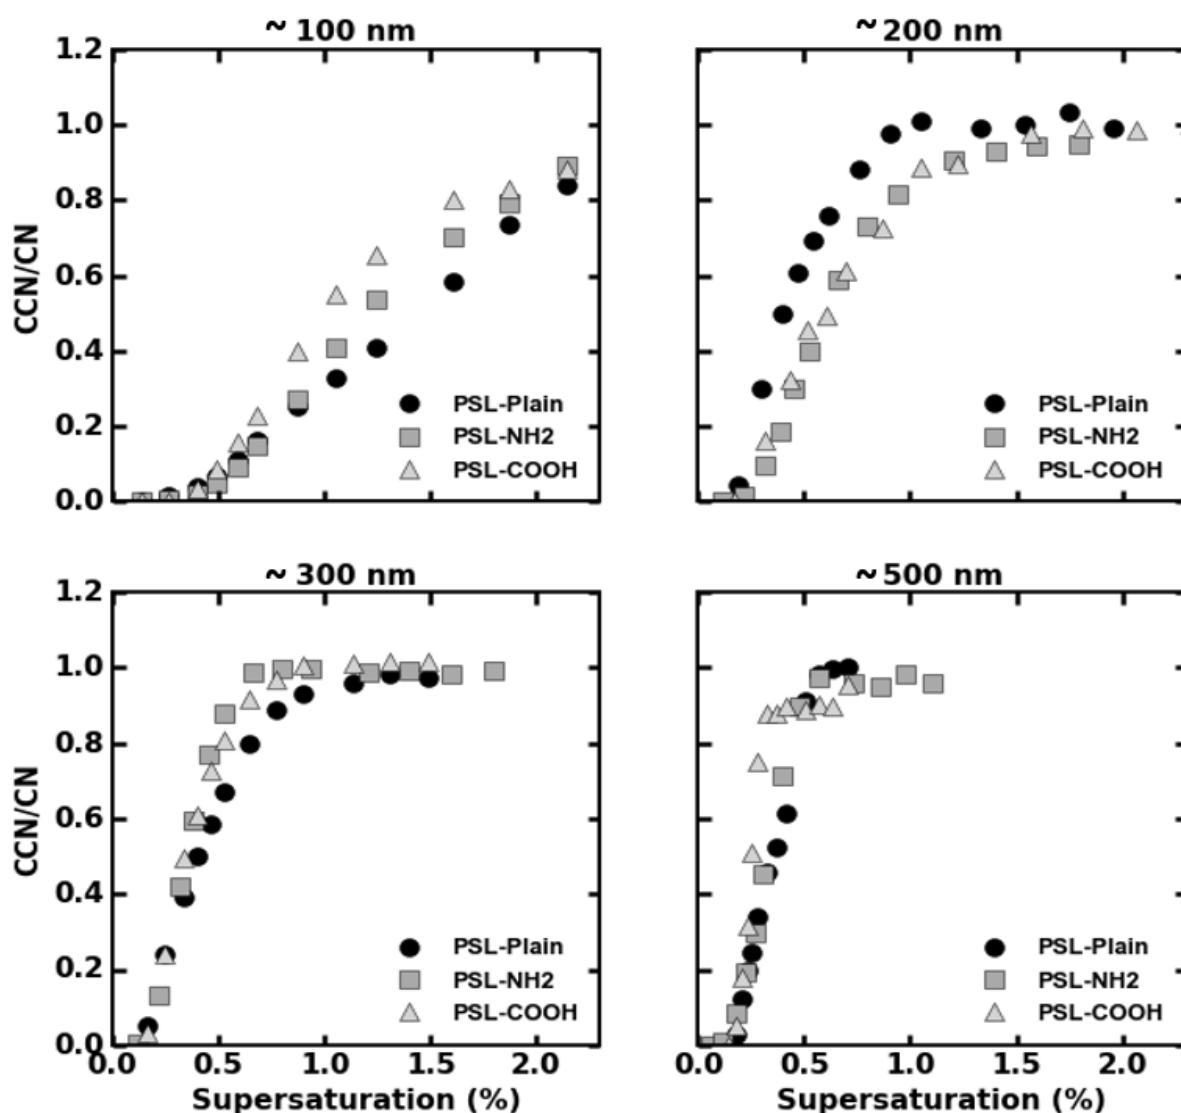 ~ 100 nm
1.2
1.0
0.8
0.6
0.4
0.2
0.0
CCN/CN
PSL-Plain
PSL-NH2
PSL-COOH
~ 200 nm
PSL-Plain
PSL-NH2
PSL-COOH
~ 300 nm
1.2
1.0
0.8
0.6
0.4
0.2
0.0
CCN/CN
PSL-Plain
PSL-NH2
PSL-COOH
0.0 0.5 1.0 1.5 2.0
Supersaturation (%)
~ 500 nm
PSL-Plain
PSL-NH2
PSL-COOH
0.0 0.5 1.0 1.5 2.0
Supersaturation (%)